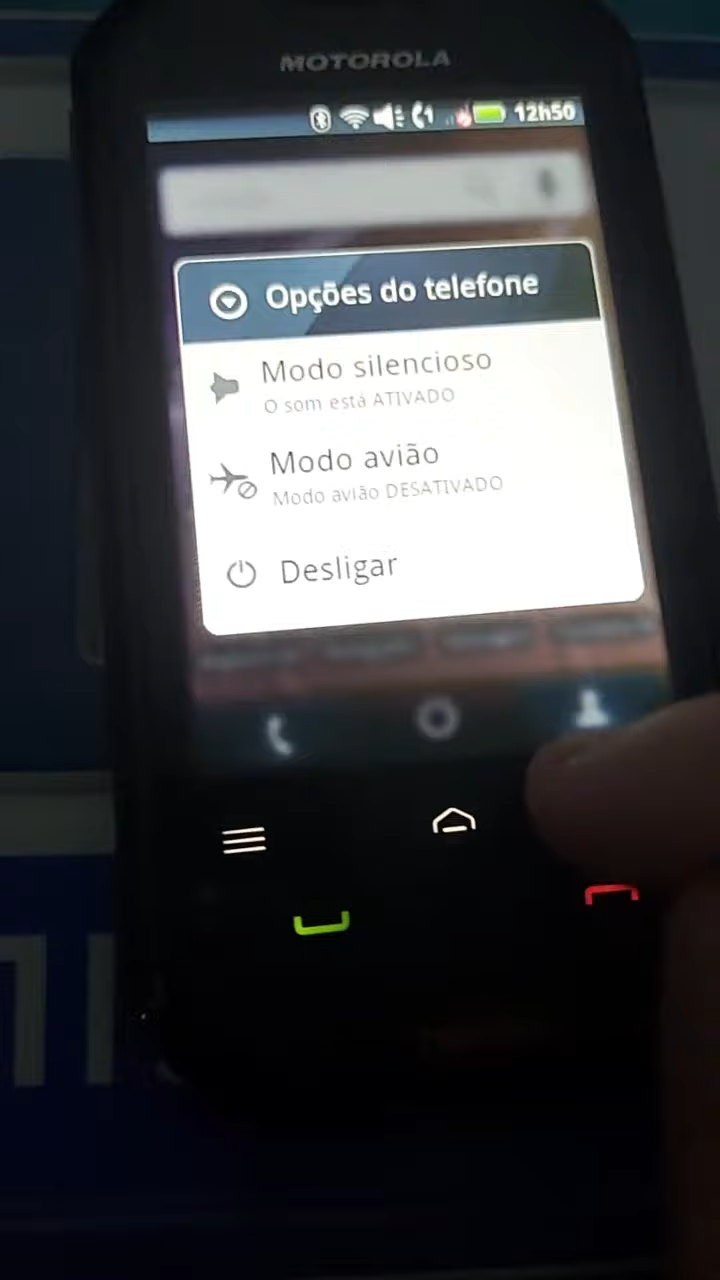 MOTOROLA
12h50
Opções do telefone
Modo silencioso
O som está ATIVADO
Modo avião
Modo avião DESATIVADO
Desligar